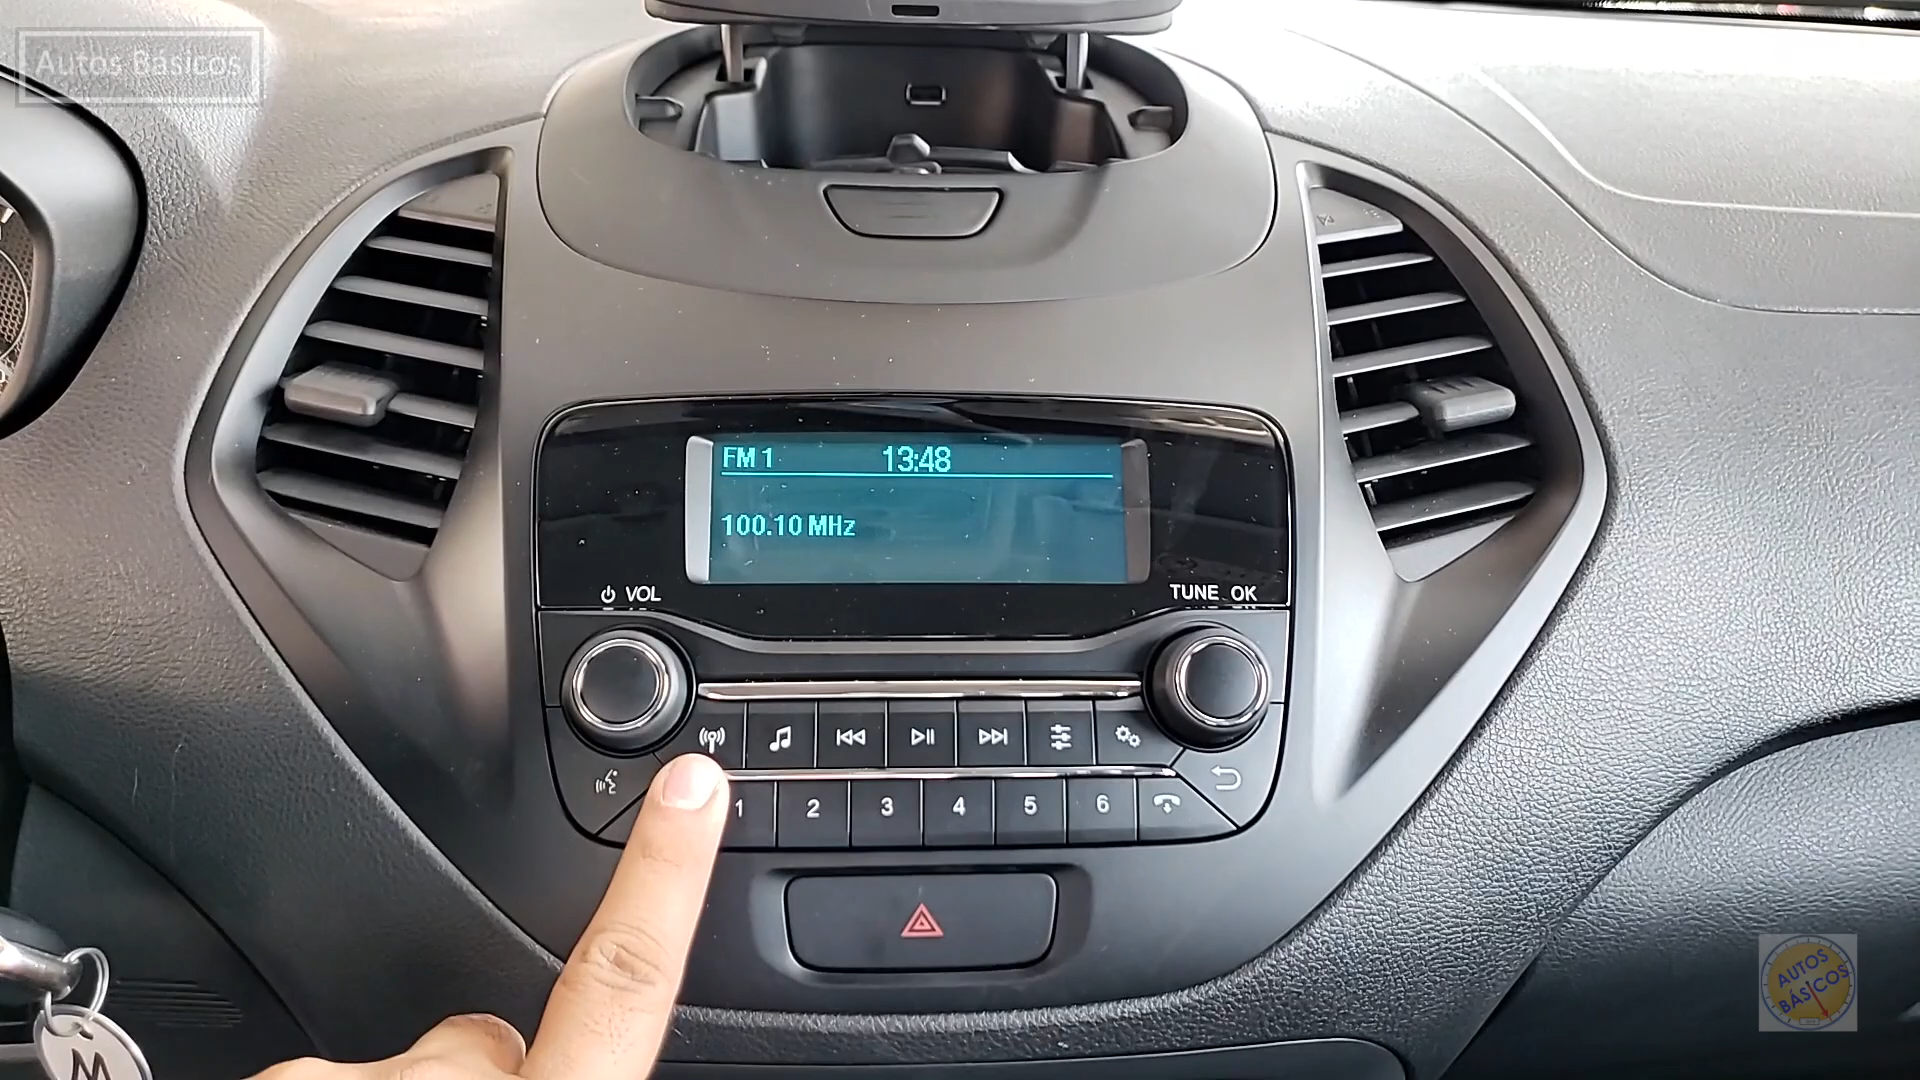 Autos Básicos
FM 1 13:48
100.10 MHz
VOL
TUNE OK
1 2 3 4 5 6
M
AUTOS
BÁSICOS